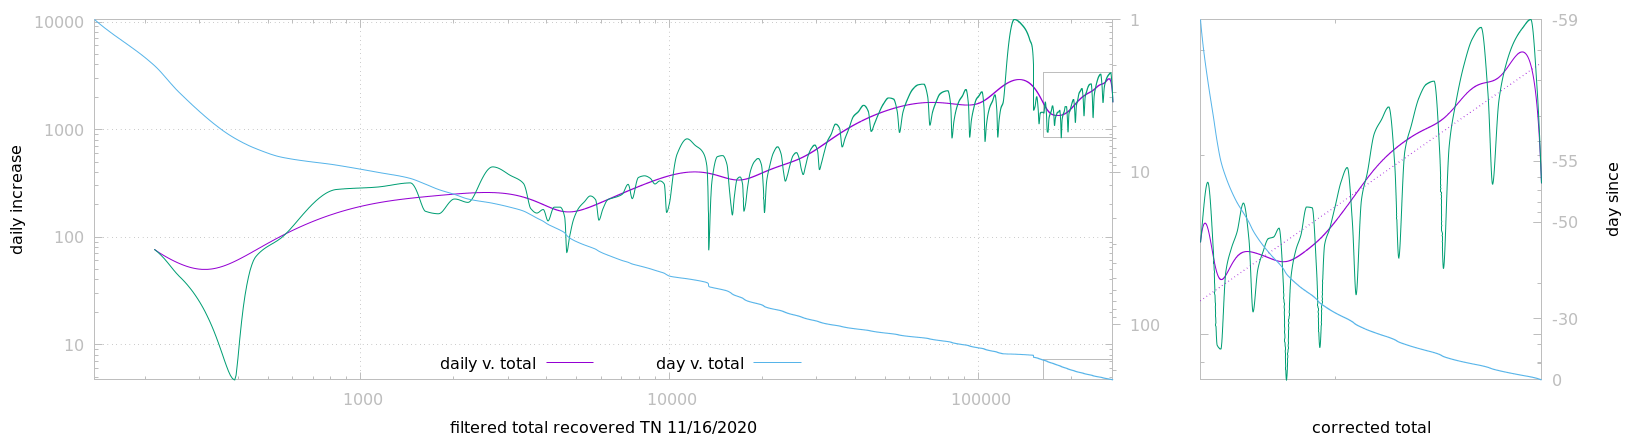 10000
1000
100
10
daily increase
1
10
100
daily v. total
day v. total
1000
10000
100000
filtered total recovered TN 11/16/2020
-59
-55
-50
-30
0
day since
corrected total